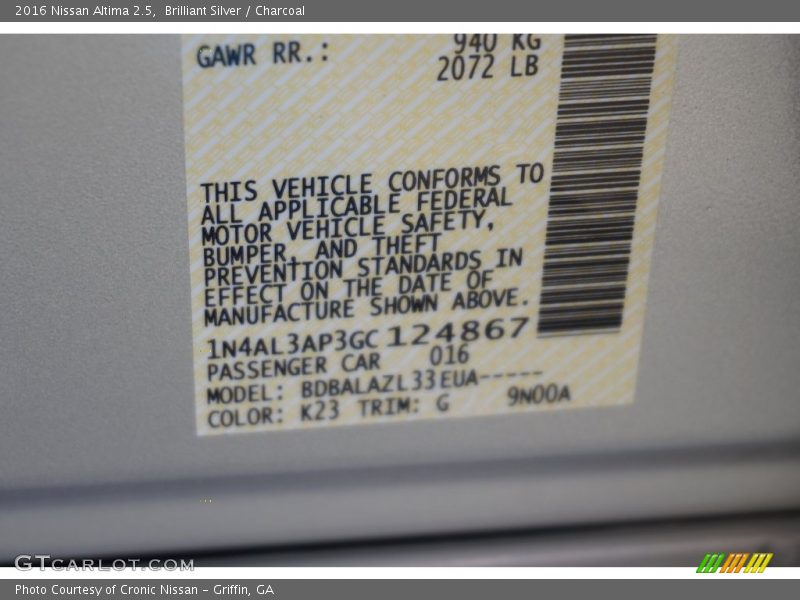 2016 Nissan Altima 2.5, Brilliant Silver / Charcoal
GAWR RR.: 940 KG
2072 LB
THIS VEHICLE CONFORMS TO
ALL APPLICABLE FEDERAL
MOTOR VEHICLE SAFETY,
BUMPER, AND THEFT
PREVENTION STANDARDS IN
EFFECT ON THE DATE OF
MANUFACTURE SHOWN ABOVE.
1N4AL3AP3GC124867
PASSENGER CAR 016
MODEL: BDBALAZL33EUA-----
COLOR: K23 TRIM: G 9N00A
GTCARLOT.COM
Photo Courtesy of Cronic Nissan - Griffin, GA